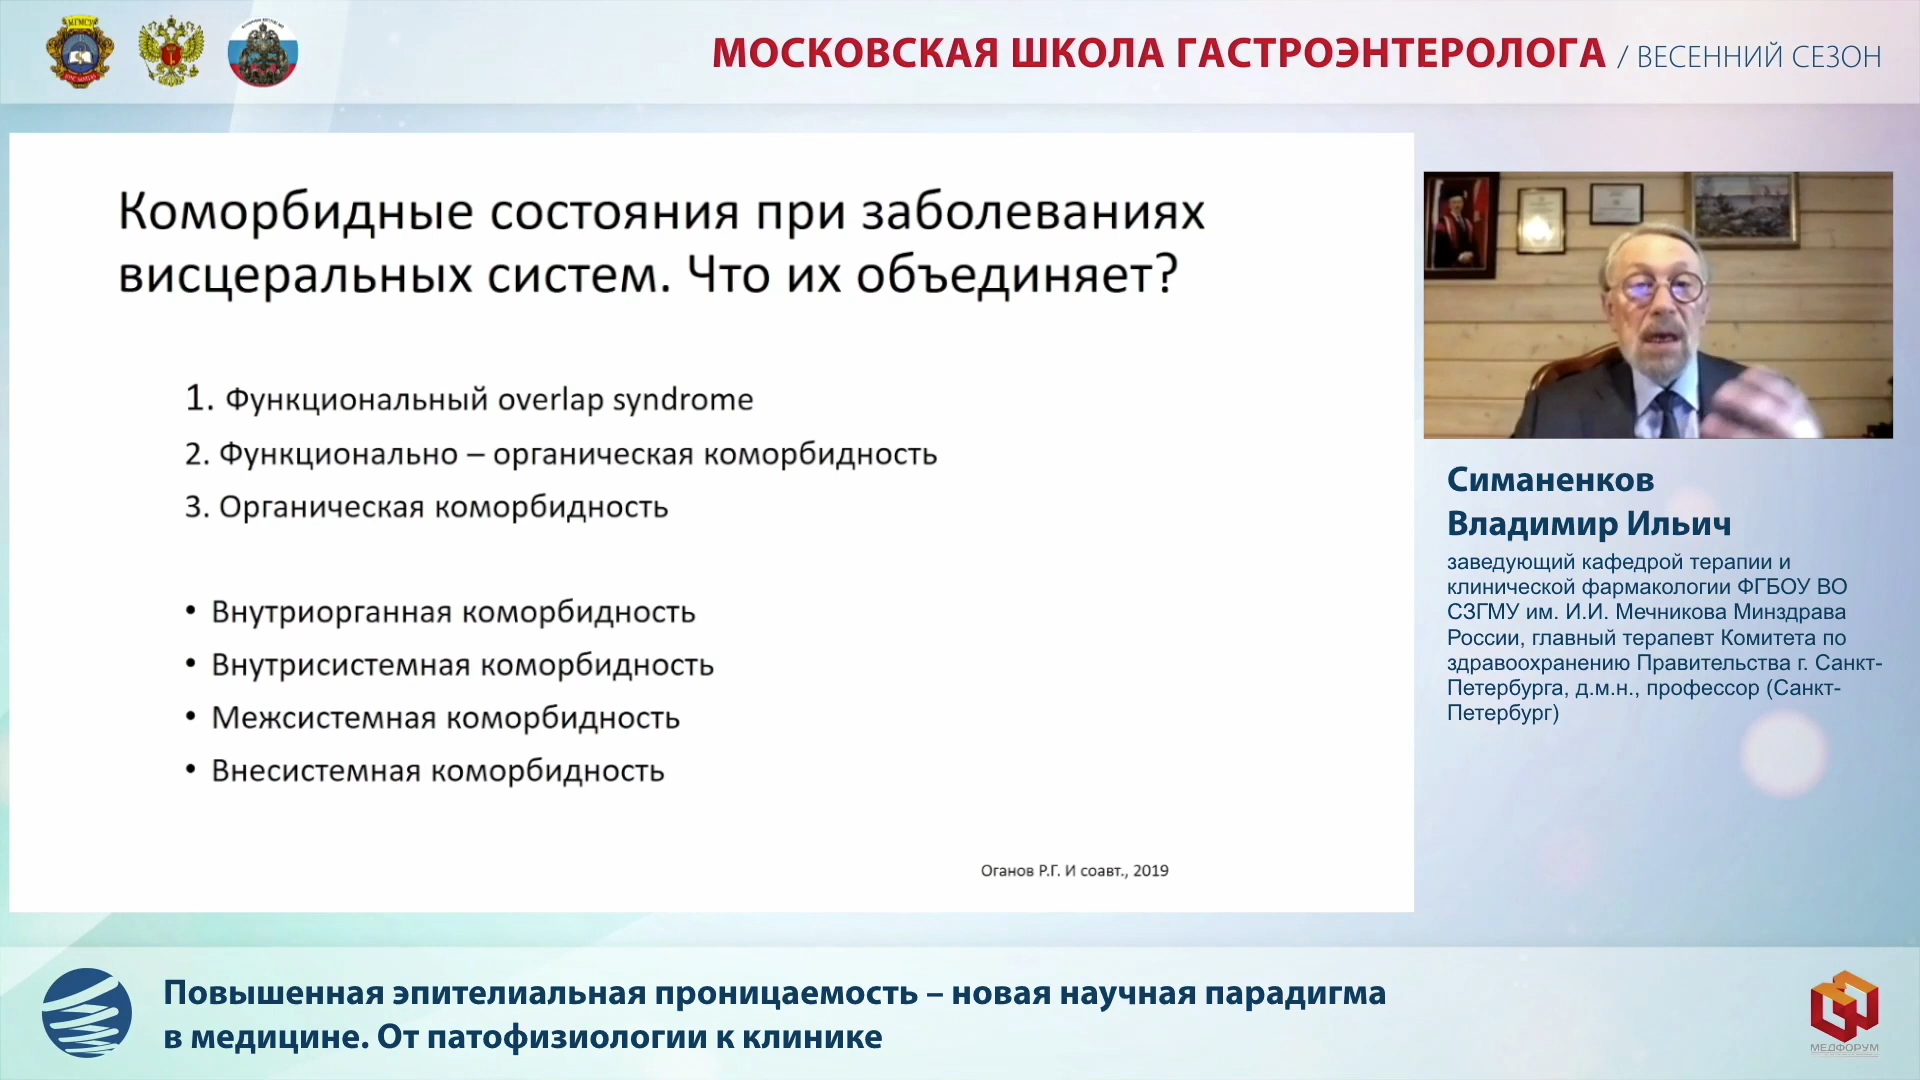 МОСКОВСКАЯ ШКОЛА ГАСТРОЭНТЕРОЛОГА / ВЕСЕННИЙ СЕЗОН
Коморбидные состояния при заболеваниях
висцеральных систем. Что их объединяет?
1. Функциональный overlap syndrome
2. Функционально – органическая коморбидность
3. Органическая коморбидность
• Внутриорганная коморбидность
• Внутрисистемная коморбидность
• Межсистемная коморбидность
• Внесистемная коморбидность
Оганов Р.Г. И соавт., 2019
Симаненков
Владимир Ильич
заведующий кафедрой терапии и
клинической фармакологии ФГБОУ ВО
СЗГМУ им. И.И. Мечникова Минздрава
России, главный терапевт Комитета по
здравоохранению Правительства г. Санкт-
Петербурга, д.м.н., профессор (Санкт-
Петербург)
Повышенная эпителиальная проницаемость – новая научная парадигма
в медицине. От патофизиологии к клинике
МЕДФОРУМ